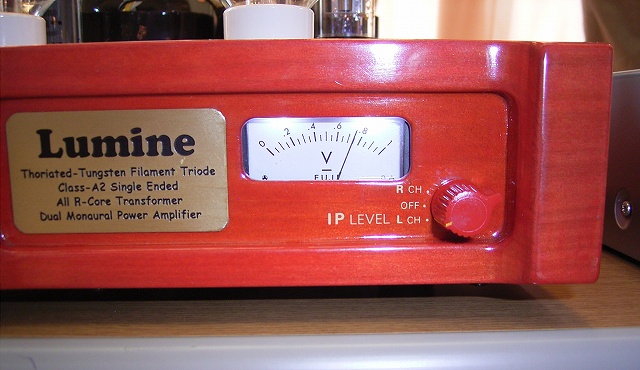 Lumine
Thoriated-Tungsten Filament Triode
Class-A2 Single Ended
All R-Core Transformer
Dual Monaural Power Amplifier
0 .2 .4 .6 .8 1
V
FUJI
R CH
OFF
IP LEVEL L CH